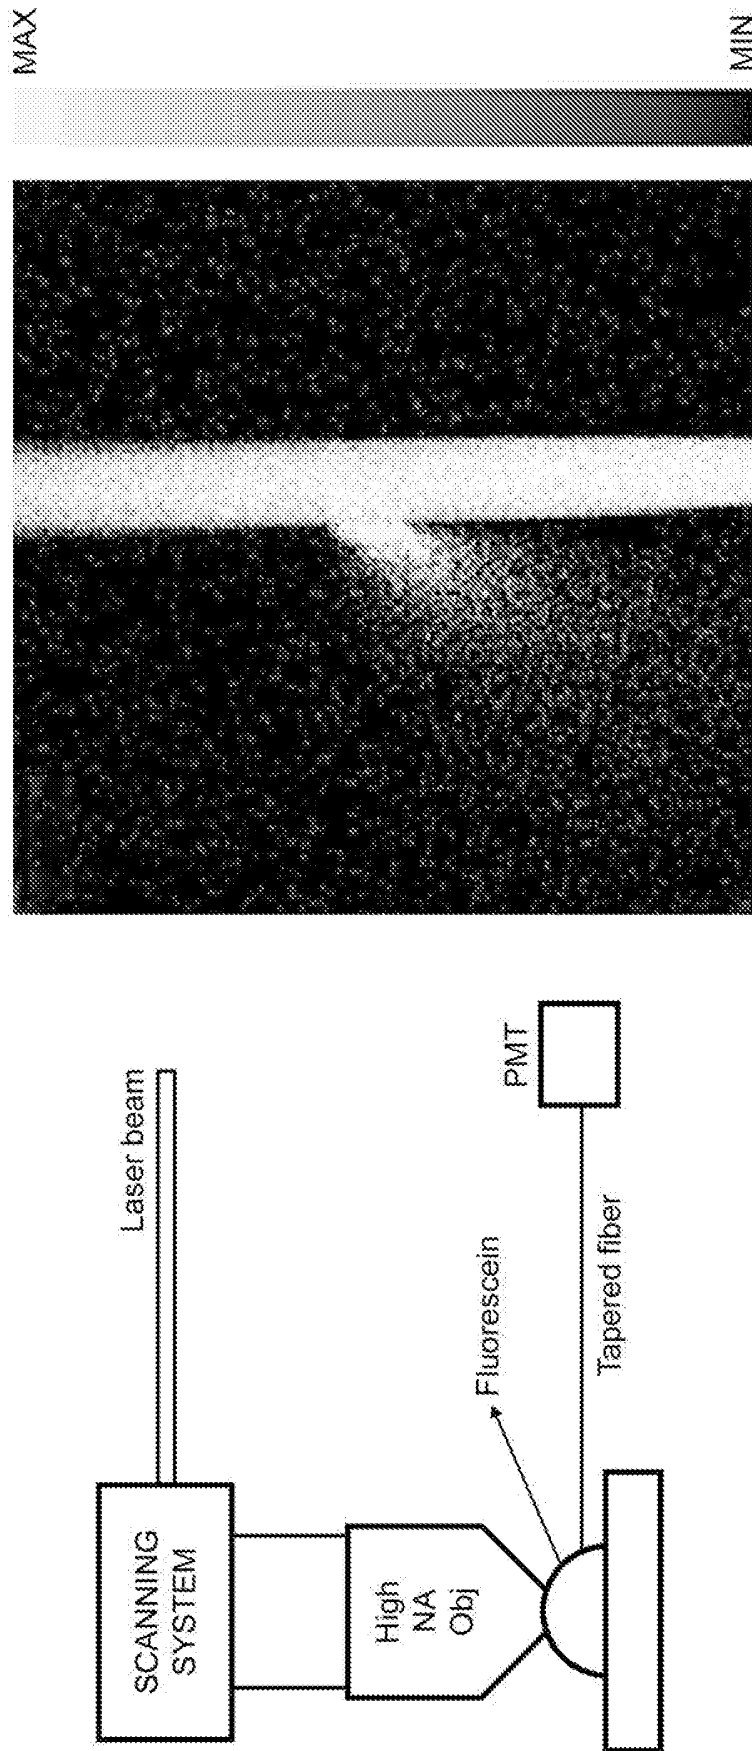 SCANNING
SYSTEM
Laser beam
High
NA
Obj
Fluorescein
Tapered fiber
PMT
MAX
MIN